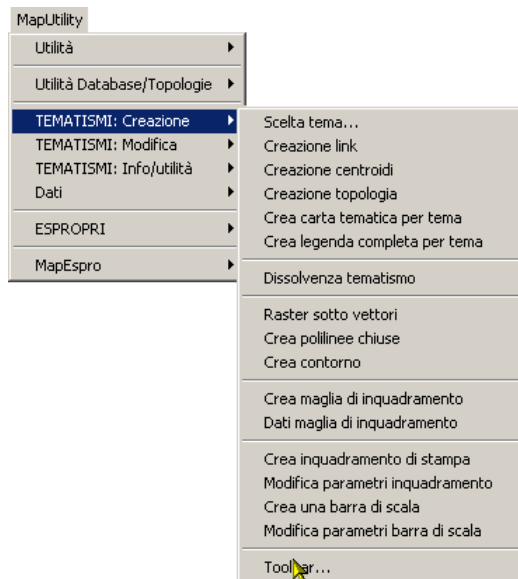 MapUtility
Utilità
Utilità Database/Topologie
TEMATISMI: Creazione
TEMATISMI: Modifica
TEMATISMI: Info/utilità
Dati
ESPROPRI
MapEspro
Scelta tema...
Creazione link
Creazione centroidi
Creazione topologia
Crea carta tematica per tema
Crea legenda completa per tema
Dissolvenza tematismo
Raster sotto vettori
Crea polilinee chiuse
Crea contorno
Crea maglia di inquadramento
Dati maglia di inquadramento
Crea inquadramento di stampa
Modifica parametri inquadramento
Crea una barra di scala
Modifica parametri barra di scala
Toolbar...